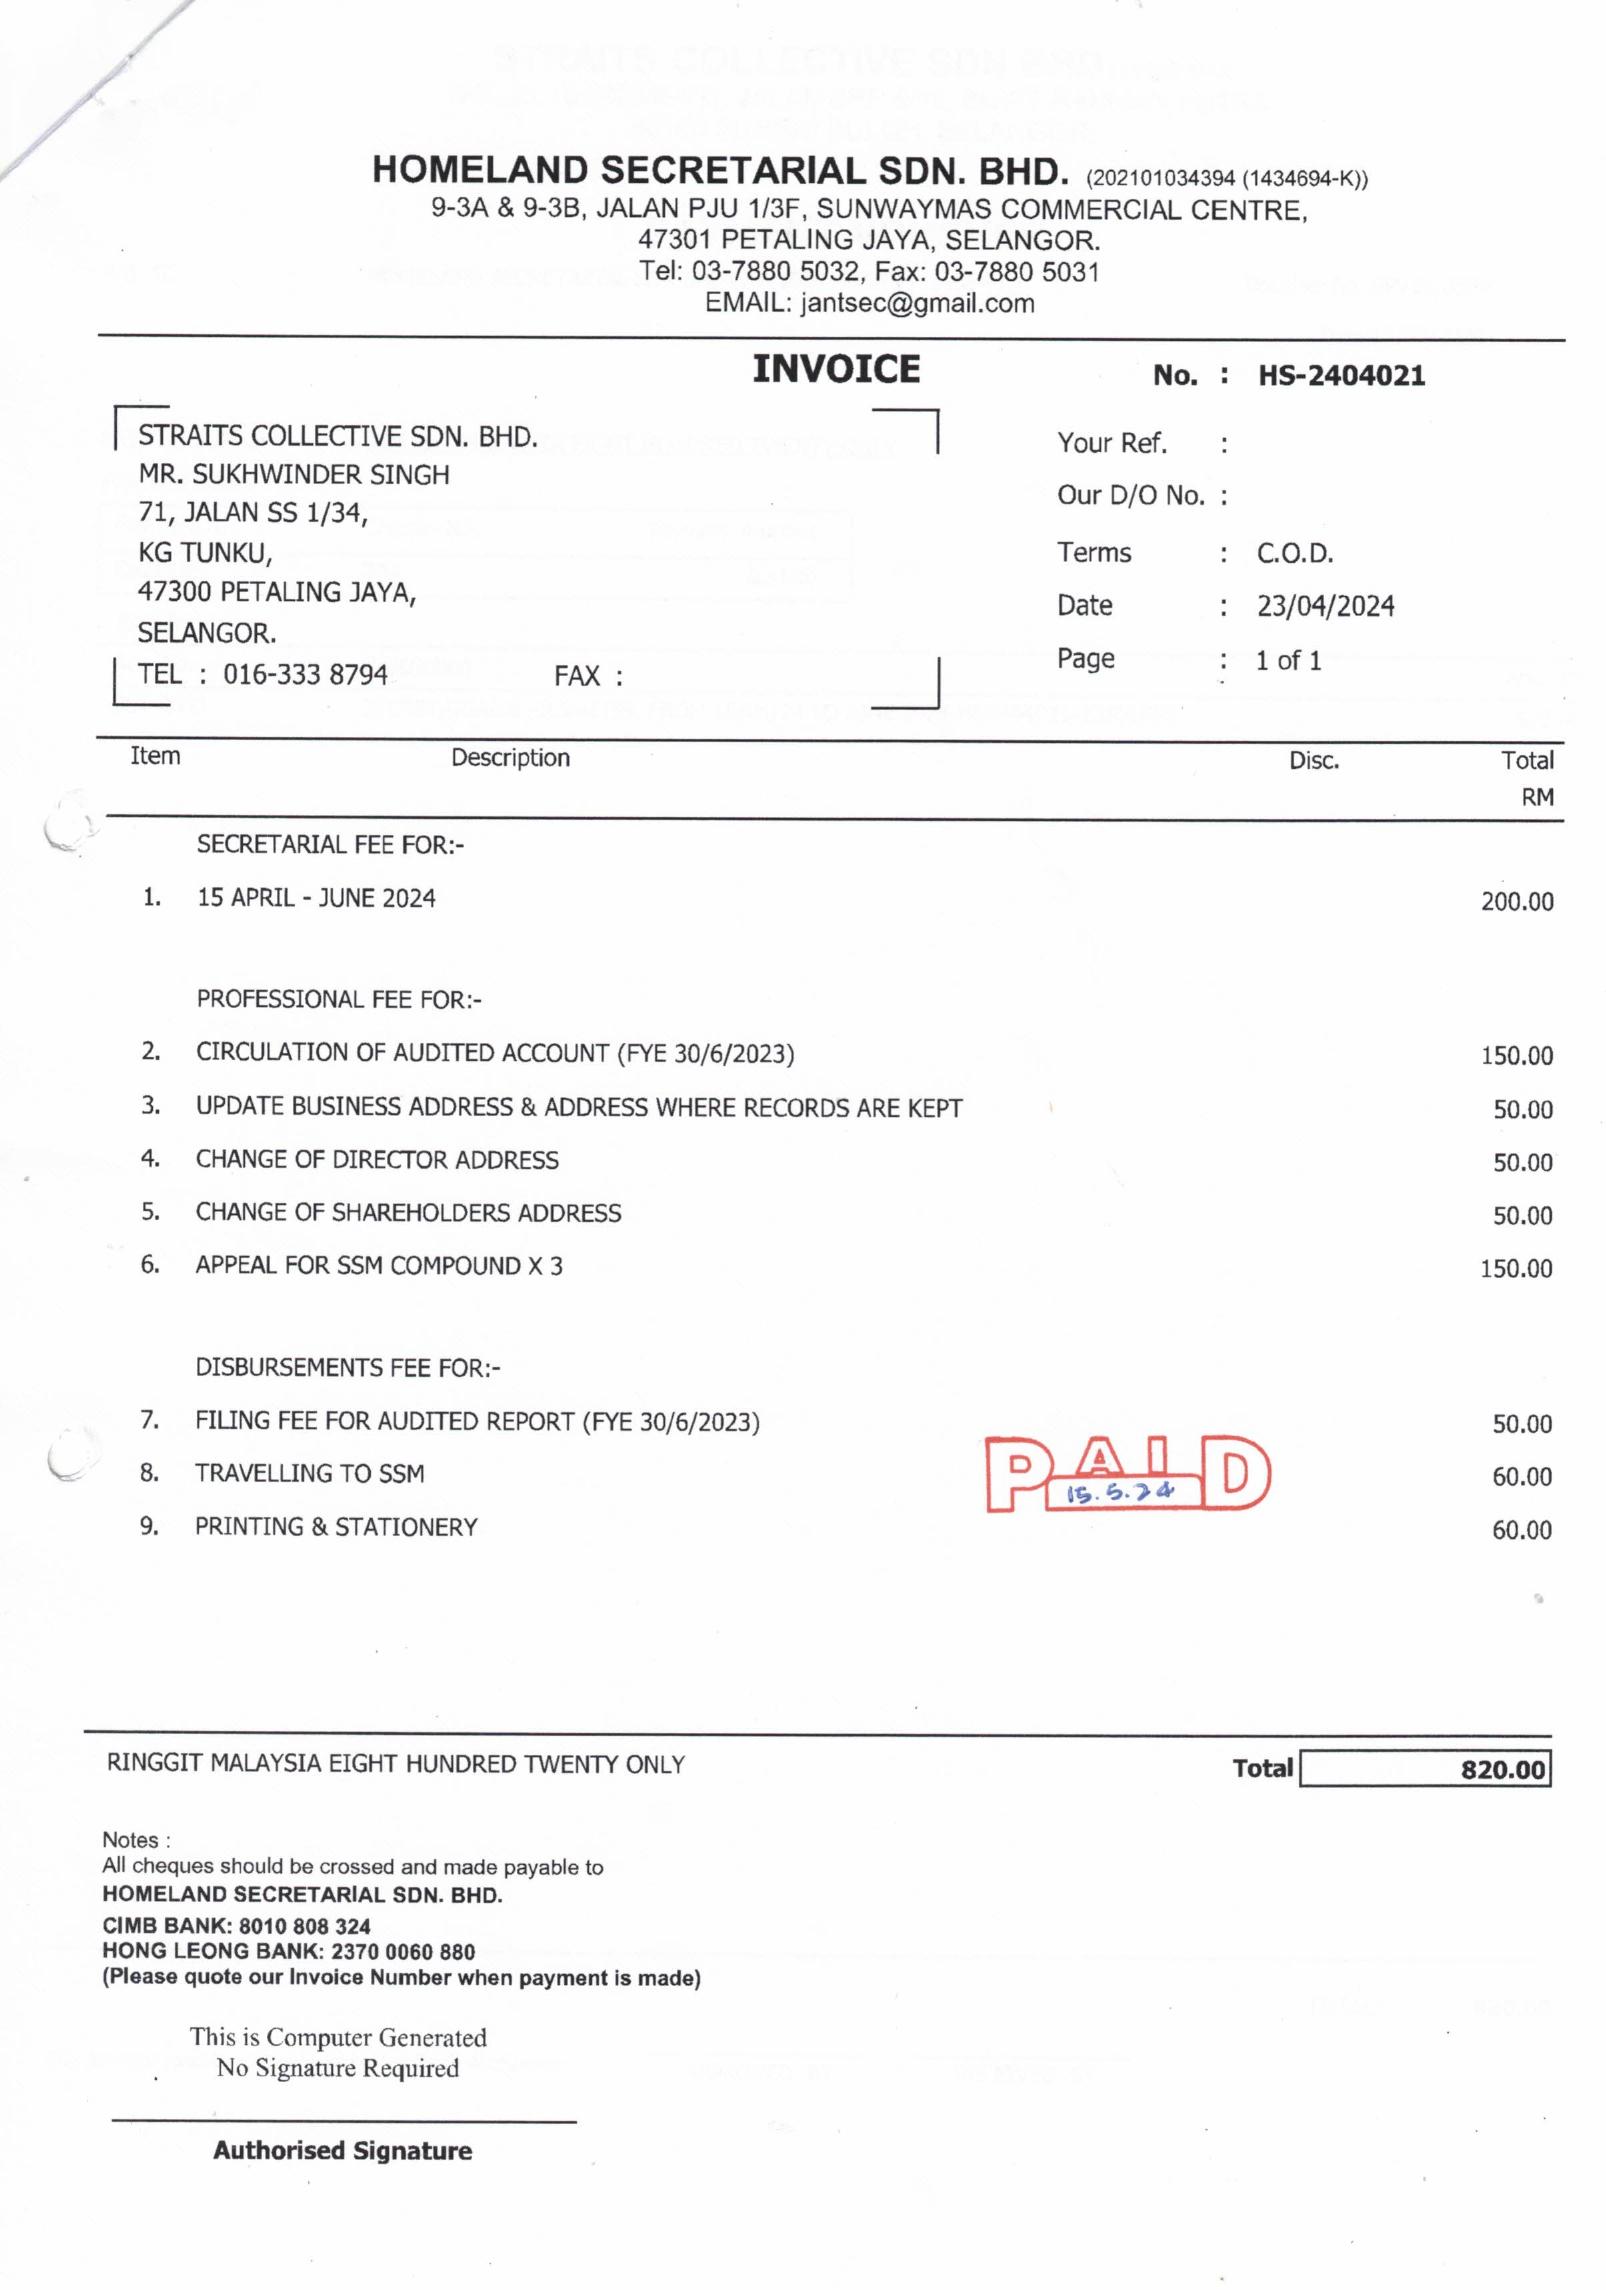 HOMELAND SECRETARIAL SDN. BHD. (202101034394 (1434694-K))
9-3A & 9-3B, JALAN PJU 1/3F, SUNWAYMAS COMMERCIAL CENTRE,
47301 PETALING JAYA, SELANGOR.
Tel: 03-7880 5032, Fax: 03-7880 5031
EMAIL: jantsec@gmail.com
INVOICE
No. : HS-2404021
STRAITS COLLECTIVE SDN. BHD.
MR. SUKHWINDER SINGH
71, JALAN SS 1/34,
KG TUNKU,
47300 PETALING JAYA,
SELANGOR.
TEL : 016-333 8794 FAX :
Your Ref. :
Our D/O No. :
Terms : C.O.D.
Date : 23/04/2024
Page : 1 of 1
Item Description Disc. Total
RM
SECRETARIAL FEE FOR:-
1. 15 APRIL - JUNE 2024 200.00
PROFESSIONAL FEE FOR:-
2. CIRCULATION OF AUDITED ACCOUNT (FYE 30/6/2023) 150.00
3. UPDATE BUSINESS ADDRESS & ADDRESS WHERE RECORDS ARE KEPT 50.00
4. CHANGE OF DIRECTOR ADDRESS 50.00
5. CHANGE OF SHAREHOLDERS ADDRESS 50.00
6. APPEAL FOR SSM COMPOUND X 3 150.00
DISBURSEMENTS FEE FOR:-
7. FILING FEE FOR AUDITED REPORT (FYE 30/6/2023) 50.00
8. TRAVELLING TO SSM 60.00
PAID
15.5.24
9. PRINTING & STATIONERY 60.00
RINGGIT MALAYSIA EIGHT HUNDRED TWENTY ONLY Total 820.00
Notes :
All cheques should be crossed and made payable to
HOMELAND SECRETARIAL SDN. BHD.
CIMB BANK: 8010 808 324
HONG LEONG BANK: 2370 0060 880
(Please quote our Invoice Number when payment is made)
This is Computer Generated
No Signature Required
Authorised Signature